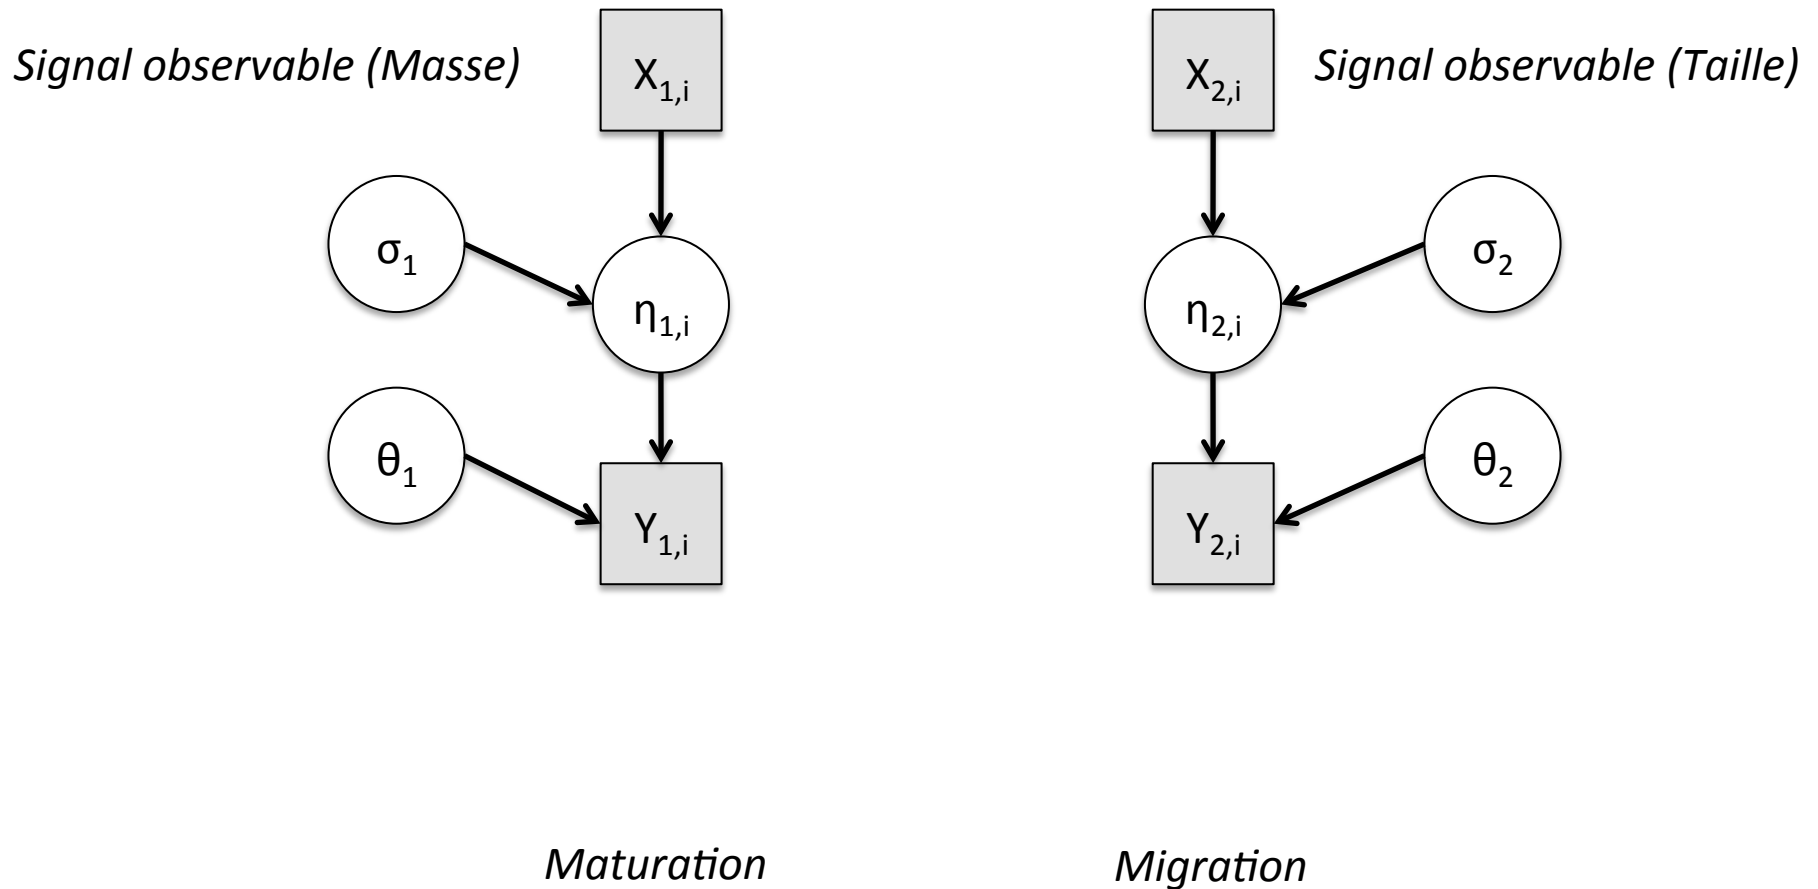 Signal observable (Masse)
X1,i
X2,i
Signal observable (Taille)
σ1
η1,i
η2,i
σ2
θ1
Y1,i
Y2,i
θ2
Maturation
Migration